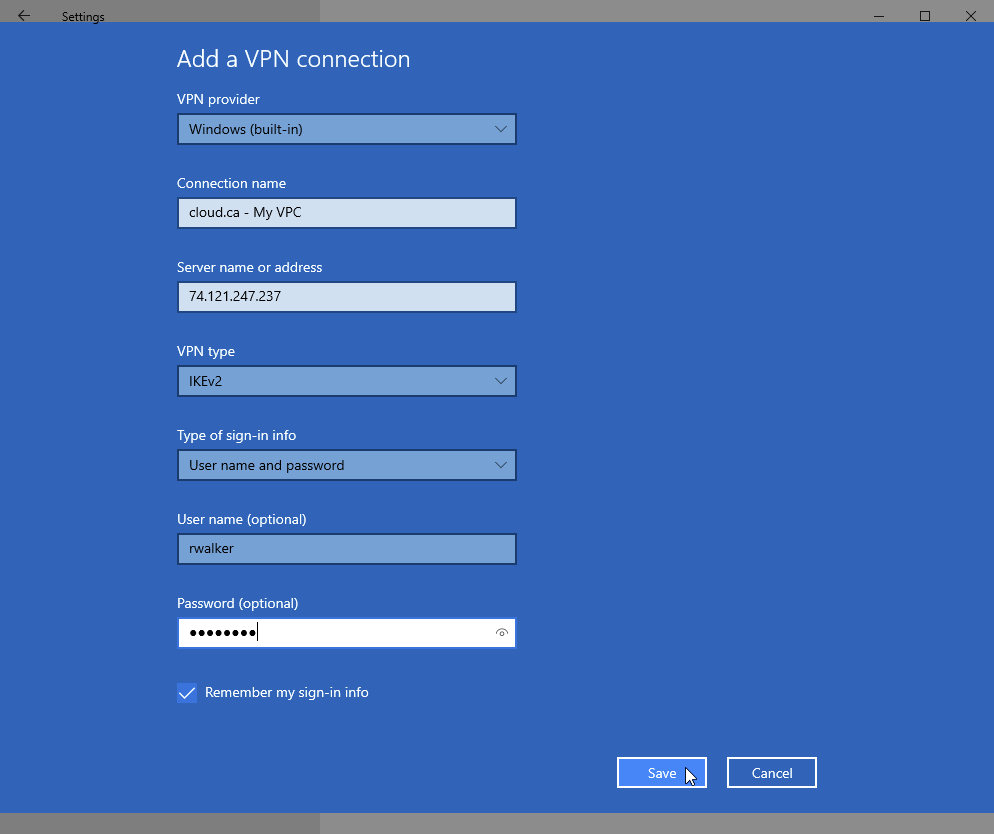 Settings
Add a VPN connection
VPN provider
Windows (built-in)
Connection name
cloud.ca - My VPC
Server name or address
74.121.247.237
VPN type
IKEv2
Type of sign-in info
User name and password
User name (optional)
rwalker
Password (optional)
●●●●●●●●
Remember my sign-in info
Save Cancel